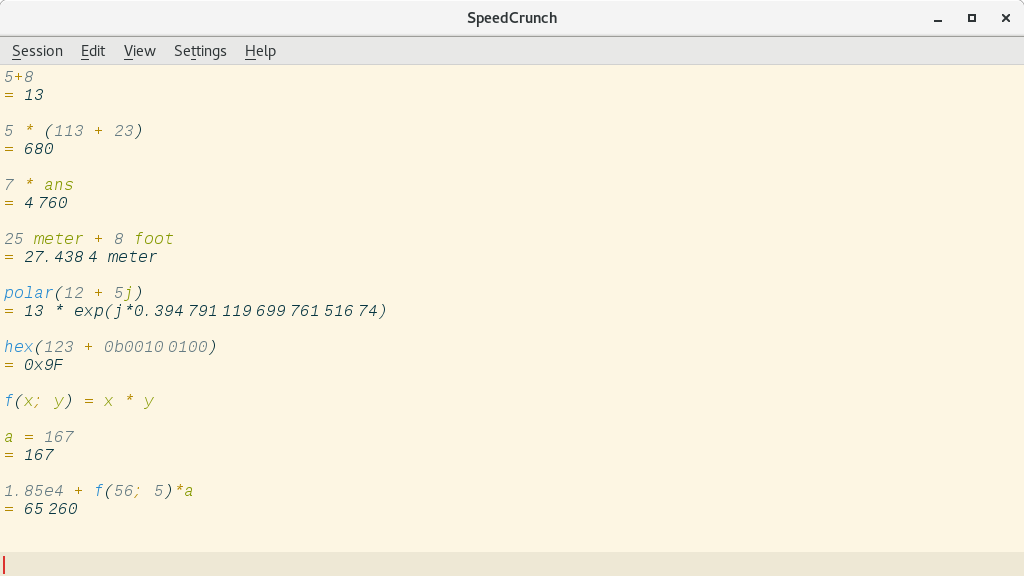 SpeedCrunch
Session Edit View Settings Help
5+8
= 13
5 * (113 + 23)
= 680
7 * ans
= 4 760
25 meter + 8 foot
= 27.438 4 meter
polar(12 + 5j)
= 13 * exp(j*0.394 791 119 699 761 516 74)
hex(123 + 0b0010 0100)
= 0x9F
f(x; y) = x * y
a = 167
= 167
1.85e4 + f(56; 5)*a
= 65 260